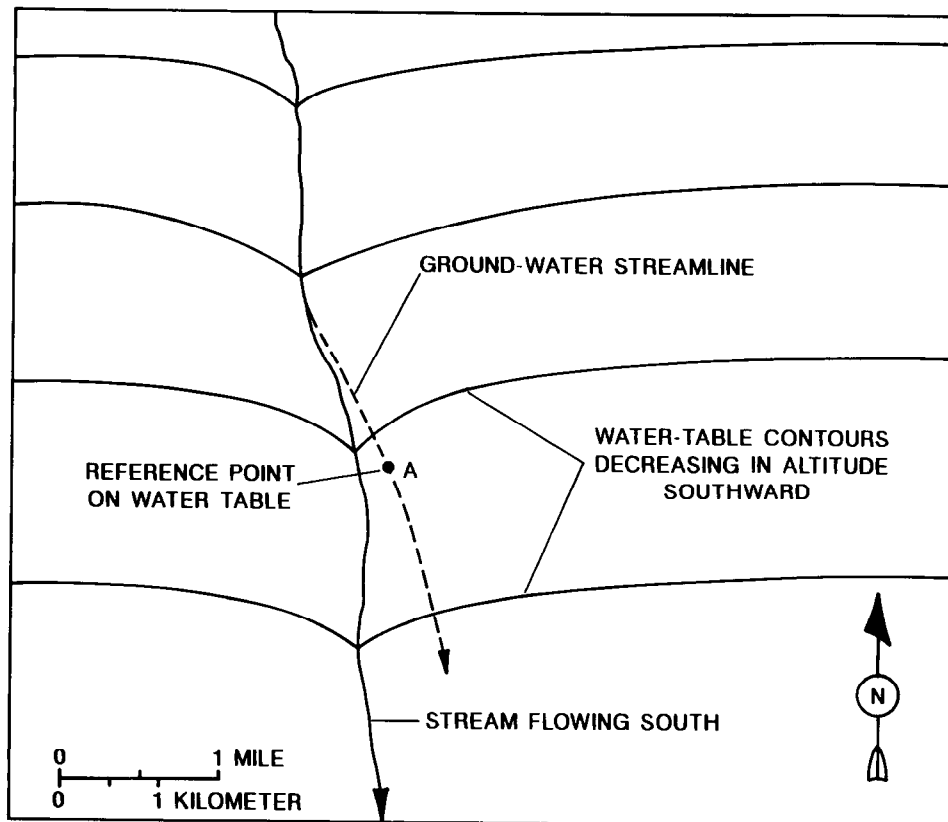 GROUND-WATER STREAMLINE
WATER-TABLE CONTOURS
DECREASING IN ALTITUDE
SOUTHWARD
REFERENCE POINT
ON WATER TABLE
A
N
STREAM FLOWING SOUTH
0 1 MILE
0 1 KILOMETER